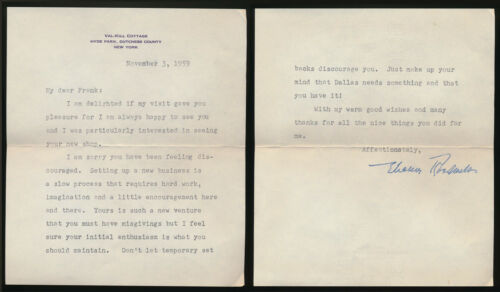 VAL-KILL COTTAGE
HYDE PARK, DUTCHESS COUNTY
NEW YORK
November 3, 1959
My dear Frank:
I am delighted if my visit gave you
pleasure for I am always happy to see you
and I was particularly interested in seeing
your new shop.
I am sorry you have been feeling dis-
couraged. Setting up a new business is
a slow process that requires hard work,
imagination and a little encouragement here
and there. Yours is such a new venture
that you must have misgivings but I feel
sure your initial enthusiasm is what you
should maintain. Don't let temporary set
backs discourage you. Just make up your
mind that Dallas needs something and that
you have it!
With my warm good wishes and many
thanks for all the nice things you did for
me.
Affectionately,
Eleanor Roosevelt